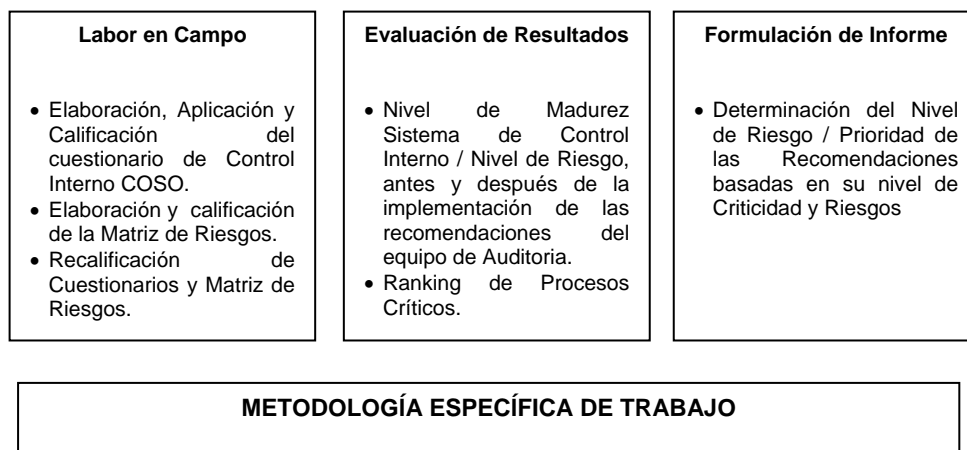 Labor en Campo
• Elaboración, Aplicación y
Calificación del
cuestionario de Control
Interno COSO.
• Elaboración y calificación
de la Matriz de Riesgos.
• Recalificación de
Cuestionarios y Matriz de
Riesgos.
Evaluación de Resultados
• Nivel de Madurez
Sistema de Control
Interno / Nivel de Riesgo,
antes y después de la
implementación de las
recomendaciones del
equipo de Auditoria.
• Ranking de Procesos
Críticos.
Formulación de Informe
• Determinación del Nivel
de Riesgo / Prioridad de
las Recomendaciones
basadas en su nivel de
Criticidad y Riesgos
METODOLOGÍA ESPECÍFICA DE TRABAJO